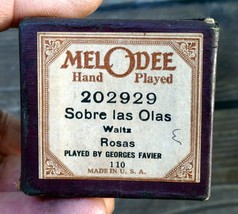 MELODEE
Hand Played
202929
Sobre las Olas
Waltz
Rosas
PLAYED BY GEORGES FAVIER
110
MADE IN U. S. A.